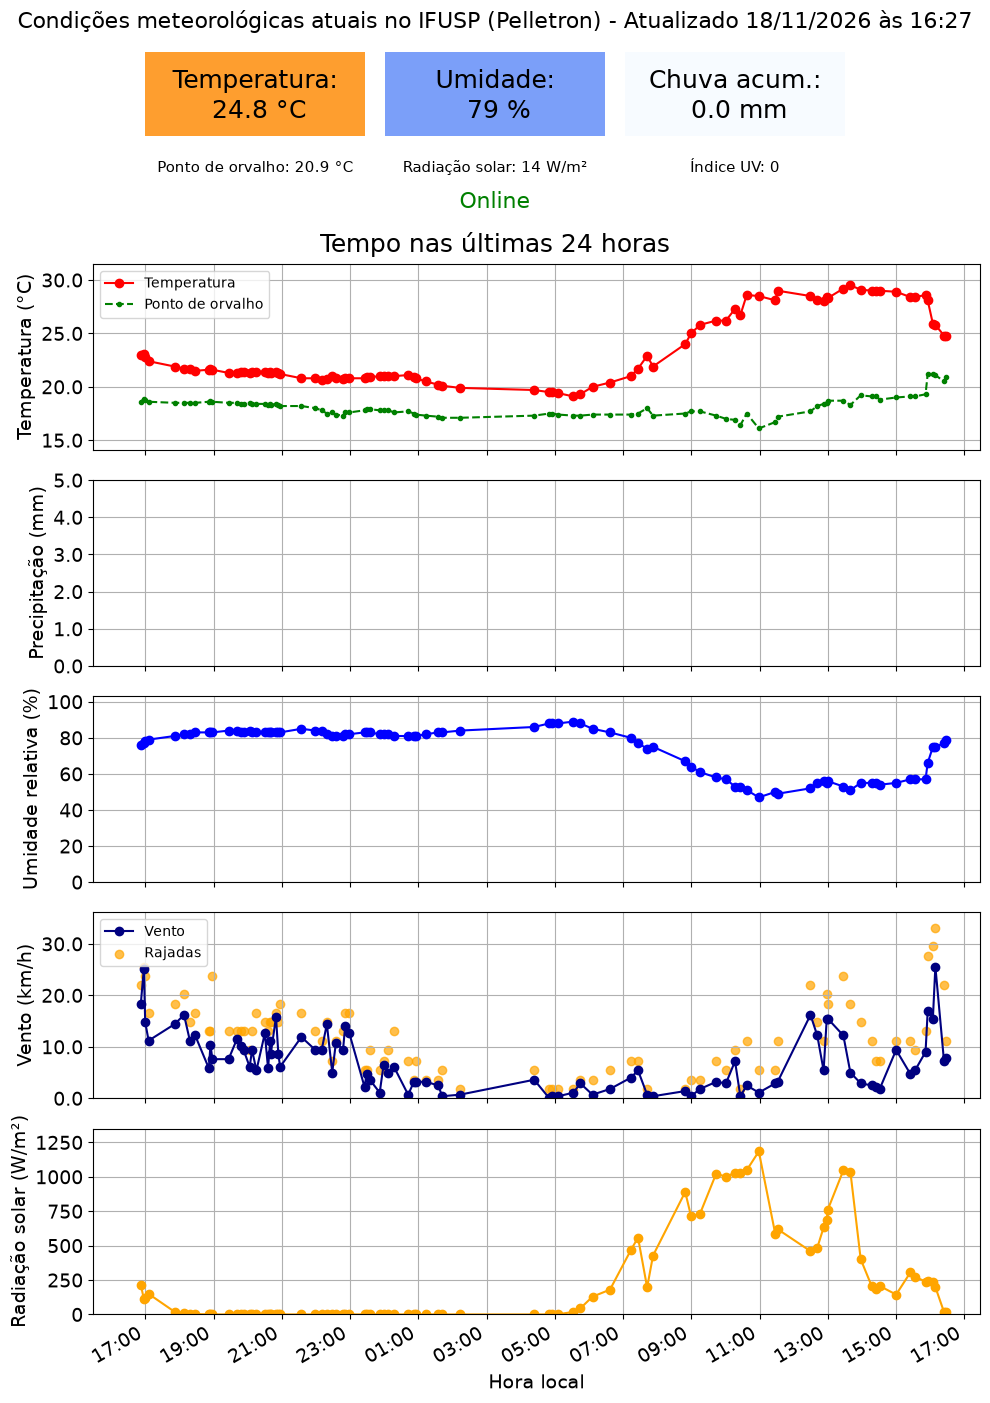 Condições meteorológicas atuais no IFUSP (Pelletron) - Atualizado 18/11/2026 às 16:27
Temperatura:
24.8 °C
Umidade:
79 %
Chuva acum.:
0.0 mm
Ponto de orvalho: 20.9 °C
Radiação solar: 14 W/m²
Índice UV: 0
Online
Tempo nas últimas 24 horas
Temperatura (°C)
30.0
25.0
20.0
15.0
Temperatura
Ponto de orvalho
Precipitação (mm)
5.0
4.0
3.0
2.0
1.0
0.0
Umidade relativa (%)
100
80
60
40
20
0
Vento (km/h)
30.0
20.0
10.0
0.0
Vento
Rajadas
Radiação solar (W/m²)
1250
1000
750
500
250
0
17:00
19:00
21:00
23:00
01:00
03:00
05:00
07:00
09:00
11:00
13:00
15:00
17:00
Hora local